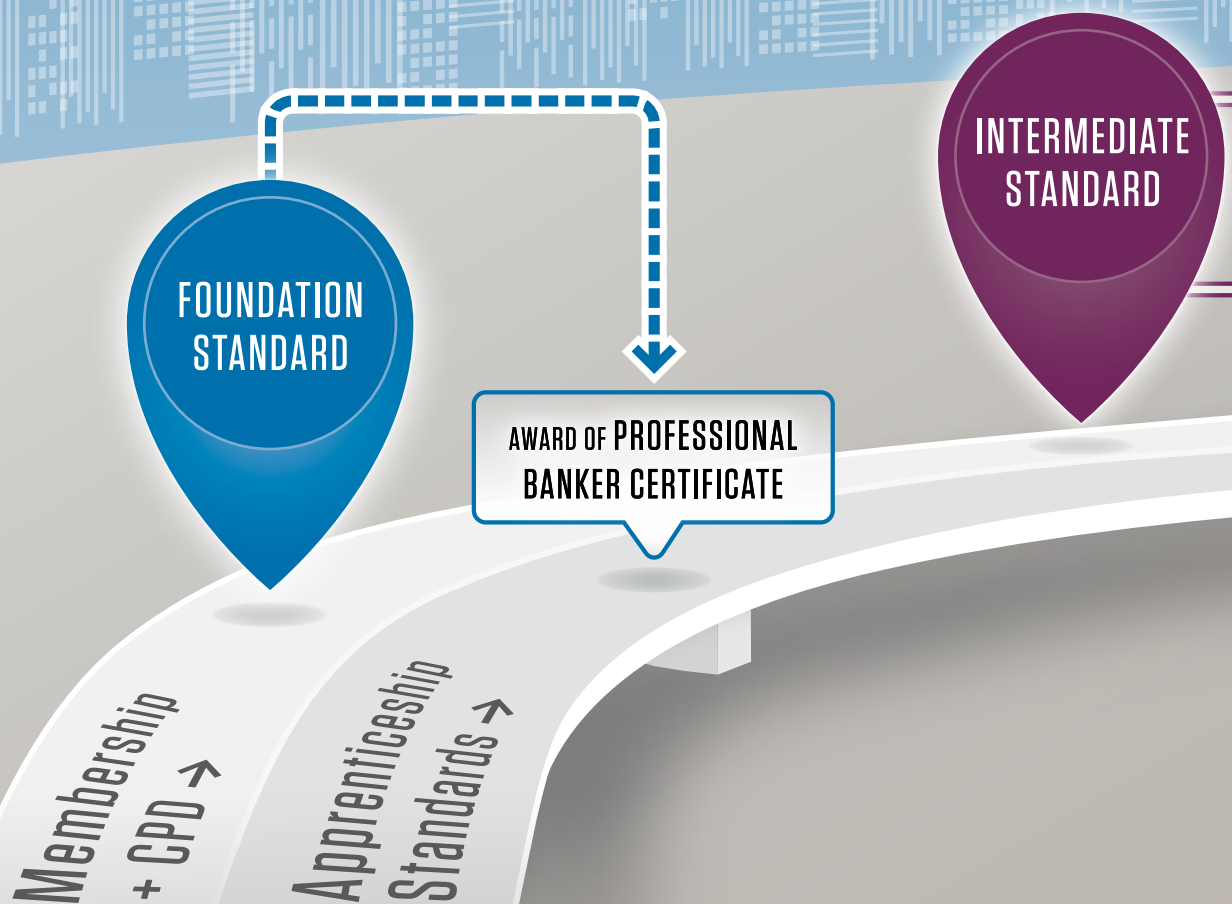 INTERMEDIATE
STANDARD
FOUNDATION
STANDARD
AWARD OF PROFESSIONAL
BANKER CERTIFICATE
Membership
+ CPD →
Apprenticeship
Standards →